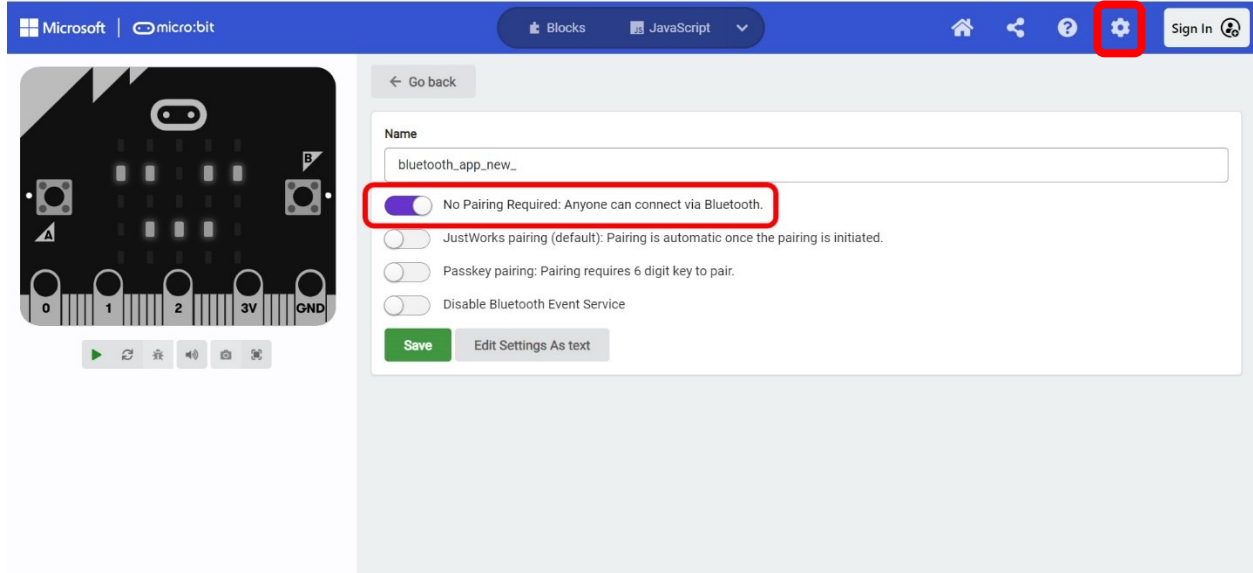 Microsoft micro:bit Blocks JS JavaScript Sign In
Go back
Name
bluetooth_app_new_
No Pairing Required: Anyone can connect via Bluetooth.
JustWorks pairing (default): Pairing is automatic once the pairing is initiated.
Passkey pairing: Pairing requires 6 digit key to pair.
Disable Bluetooth Event Service
Save Edit Settings As text
B
A
0 1 2 3V GND